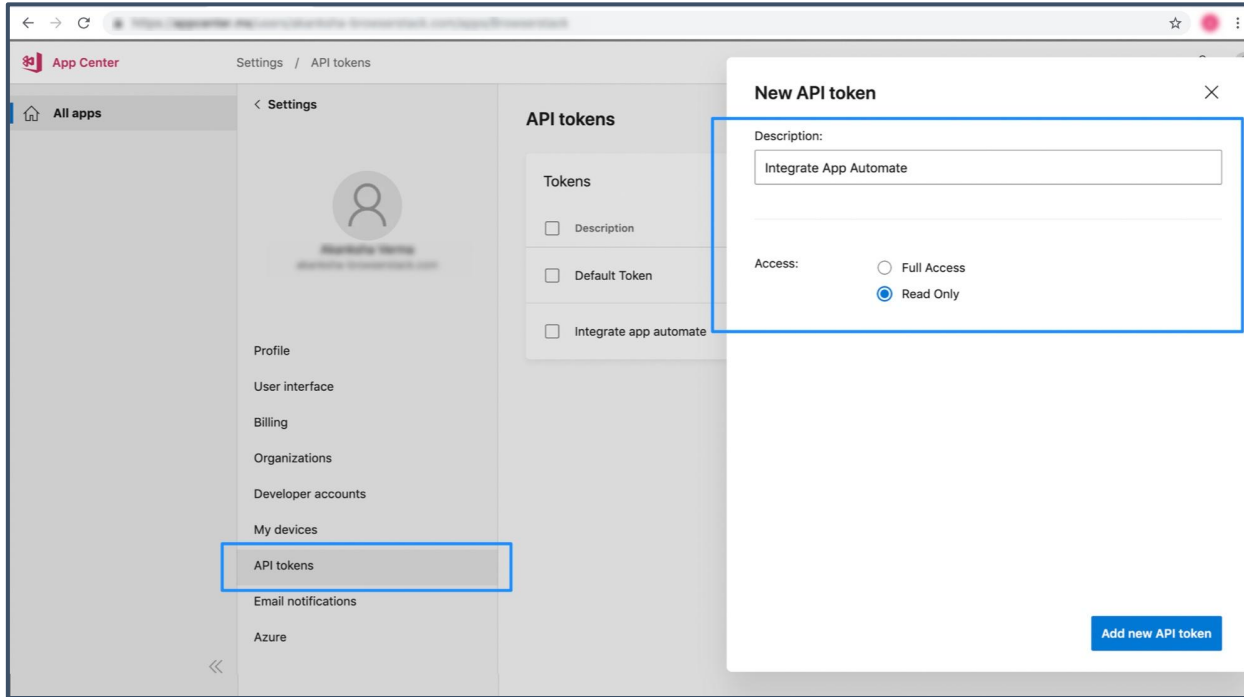 App Center
Settings / API tokens
All apps
Settings
Profile
User interface
Billing
Organizations
Developer accounts
My devices
API tokens
Email notifications
Azure
API tokens
Tokens
Description
Default Token
Integrate app automate
New API token
Description:
Integrate App Automate
Access:
Full Access
Read Only
Add new API token